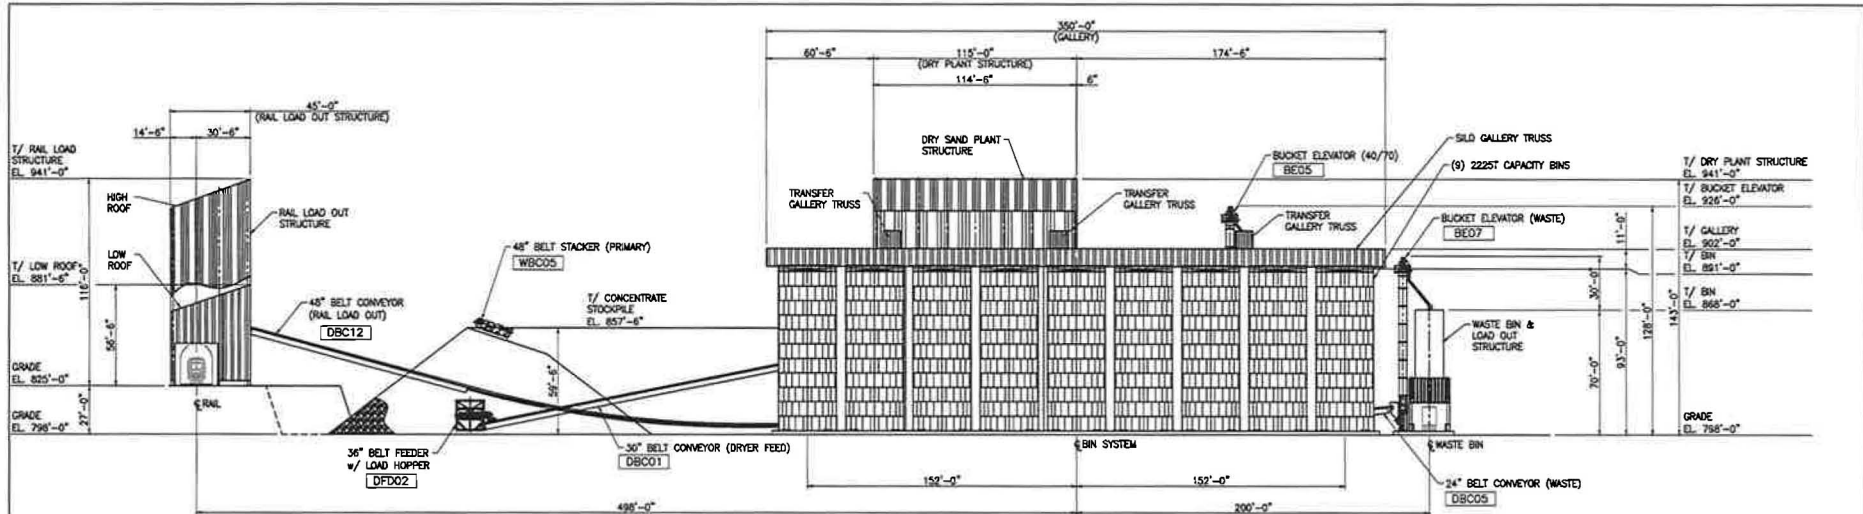 350'-0"
(GALLERY)
60'-6"
115'-0"
(DRY PLANT STRUCTURE)
174'-6"
114'-6"
6"
45'-0"
(RAIL LOAD OUT STRUCTURE)
14'-6"
30'-6"
T/ RAIL LOAD
STRUCTURE
EL. 941'-0"
HIGH
ROOF
RAIL LOAD OUT
STRUCTURE
LOW
ROOF
T/ LOW ROOF
EL. 881'-6"
116'-0"
56'-6"
GRADE
EL. 825'-0"
27'-0"
GRADE
EL. 798'-0"
℄ RAIL
48" BELT CONVEYOR
(RAIL LOAD OUT)
DBC12
48" BELT STACKER (PRIMARY)
WBC05
T/ CONCENTRATE
STOCKPILE
EL. 857'-6"
59'-6"
36" BELT FEEDER
w/ LOAD HOPPER
DFD02
30" BELT CONVEYOR (DRYER FEED)
DBC01
DRY SAND PLANT
STRUCTURE
TRANSFER
GALLERY TRUSS
TRANSFER
GALLERY TRUSS
BUCKET ELEVATOR (40/70)
BE05
TRANSFER
GALLERY TRUSS
SILO GALLERY TRUSS
(9) 2225T CAPACITY BINS
BUCKET ELEVATOR (WASTE)
BE07
T/ DRY PLANT STRUCTURE
EL. 941'-0"
T/ BUCKET ELEVATOR
EL. 926'-0"
T/ GALLERY
EL. 902'-0"
T/ BIN
EL. 891'-0"
T/ BIN
EL. 868'-0"
11'-0"
30'-0"
128'-0"
143'-0"
93'-0"
70'-0"
WASTE BIN &
LOAD OUT
STRUCTURE
GRADE
EL. 798'-0"
℄ BIN SYSTEM
℄ WASTE BIN
24" BELT CONVEYOR (WASTE)
DBC05
152'-0"
152'-0"
498'-0"
200'-0"